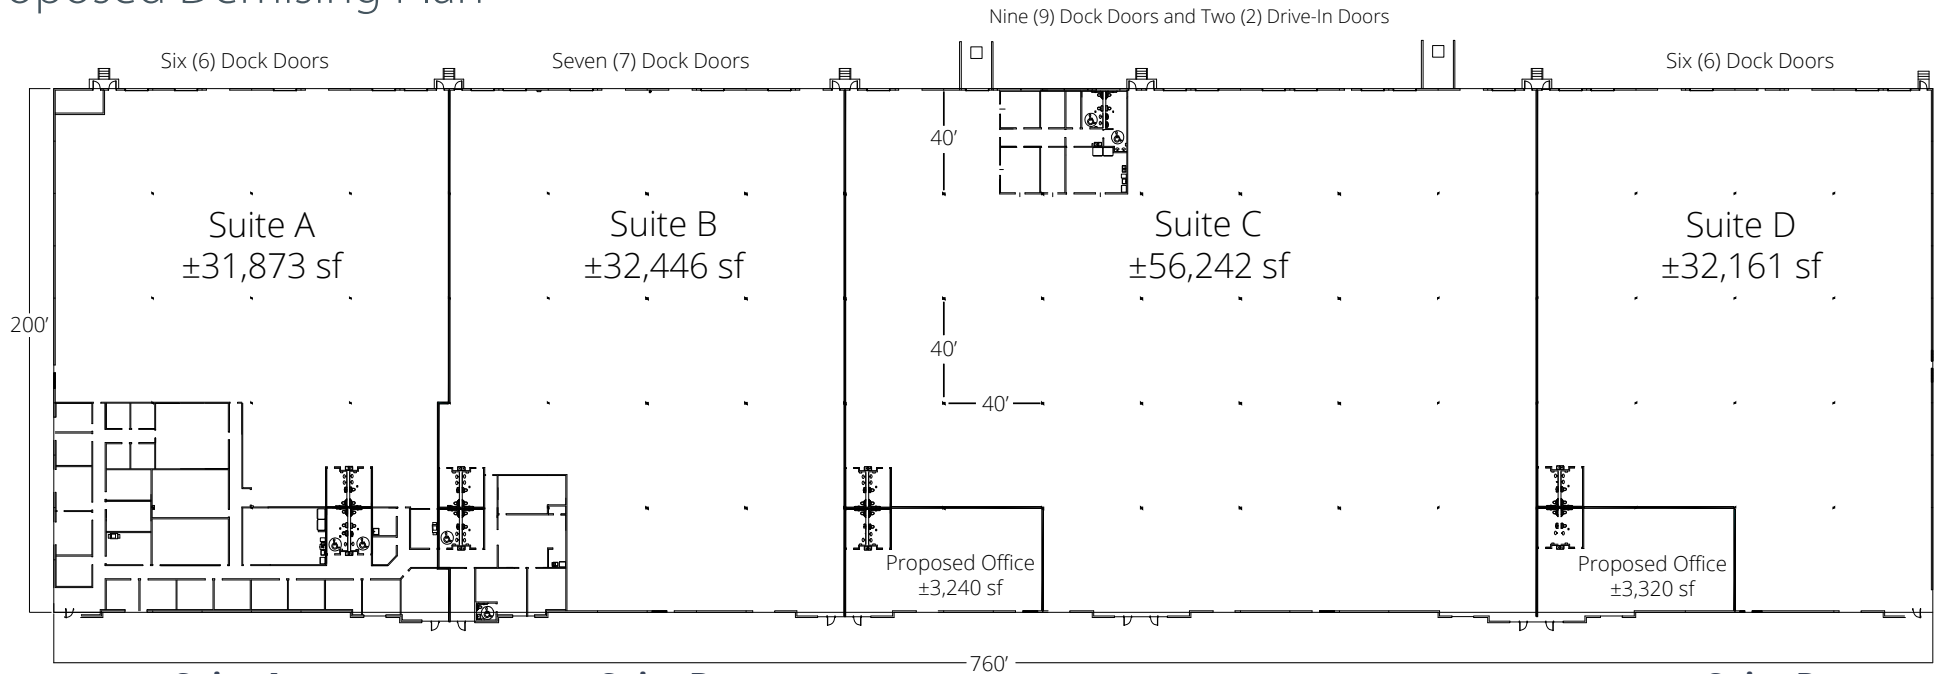 Demising
Nine (9) Dock Doors and Two (2) Drive-In Doors
Six (6) Dock Doors
Seven (7) Dock Doors
Six (6) Dock Doors
40’
Suite A
±31,873 sf
Suite B
±32,446 sf
Suite C
±56,242 sf
Suite D
±32,161 sf
200’
40’
40’
Proposed Office
±3,240 sf
Proposed Office
±3,320 sf
760’